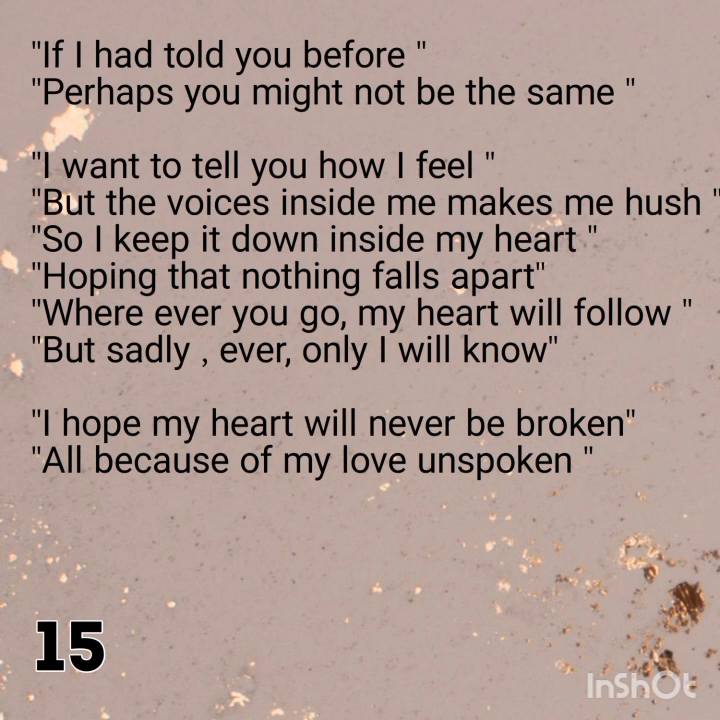 "If I had told you before "
"Perhaps you might not be the same "
"I want to tell you how I feel "
"But the voices inside me makes me hush "
"So I keep it down inside my heart "
"Hoping that nothing falls apart"
"Where ever you go, my heart will follow "
"But sadly , ever, only I will know"
"I hope my heart will never be broken"
"All because of my love unspoken "
15
InShOt